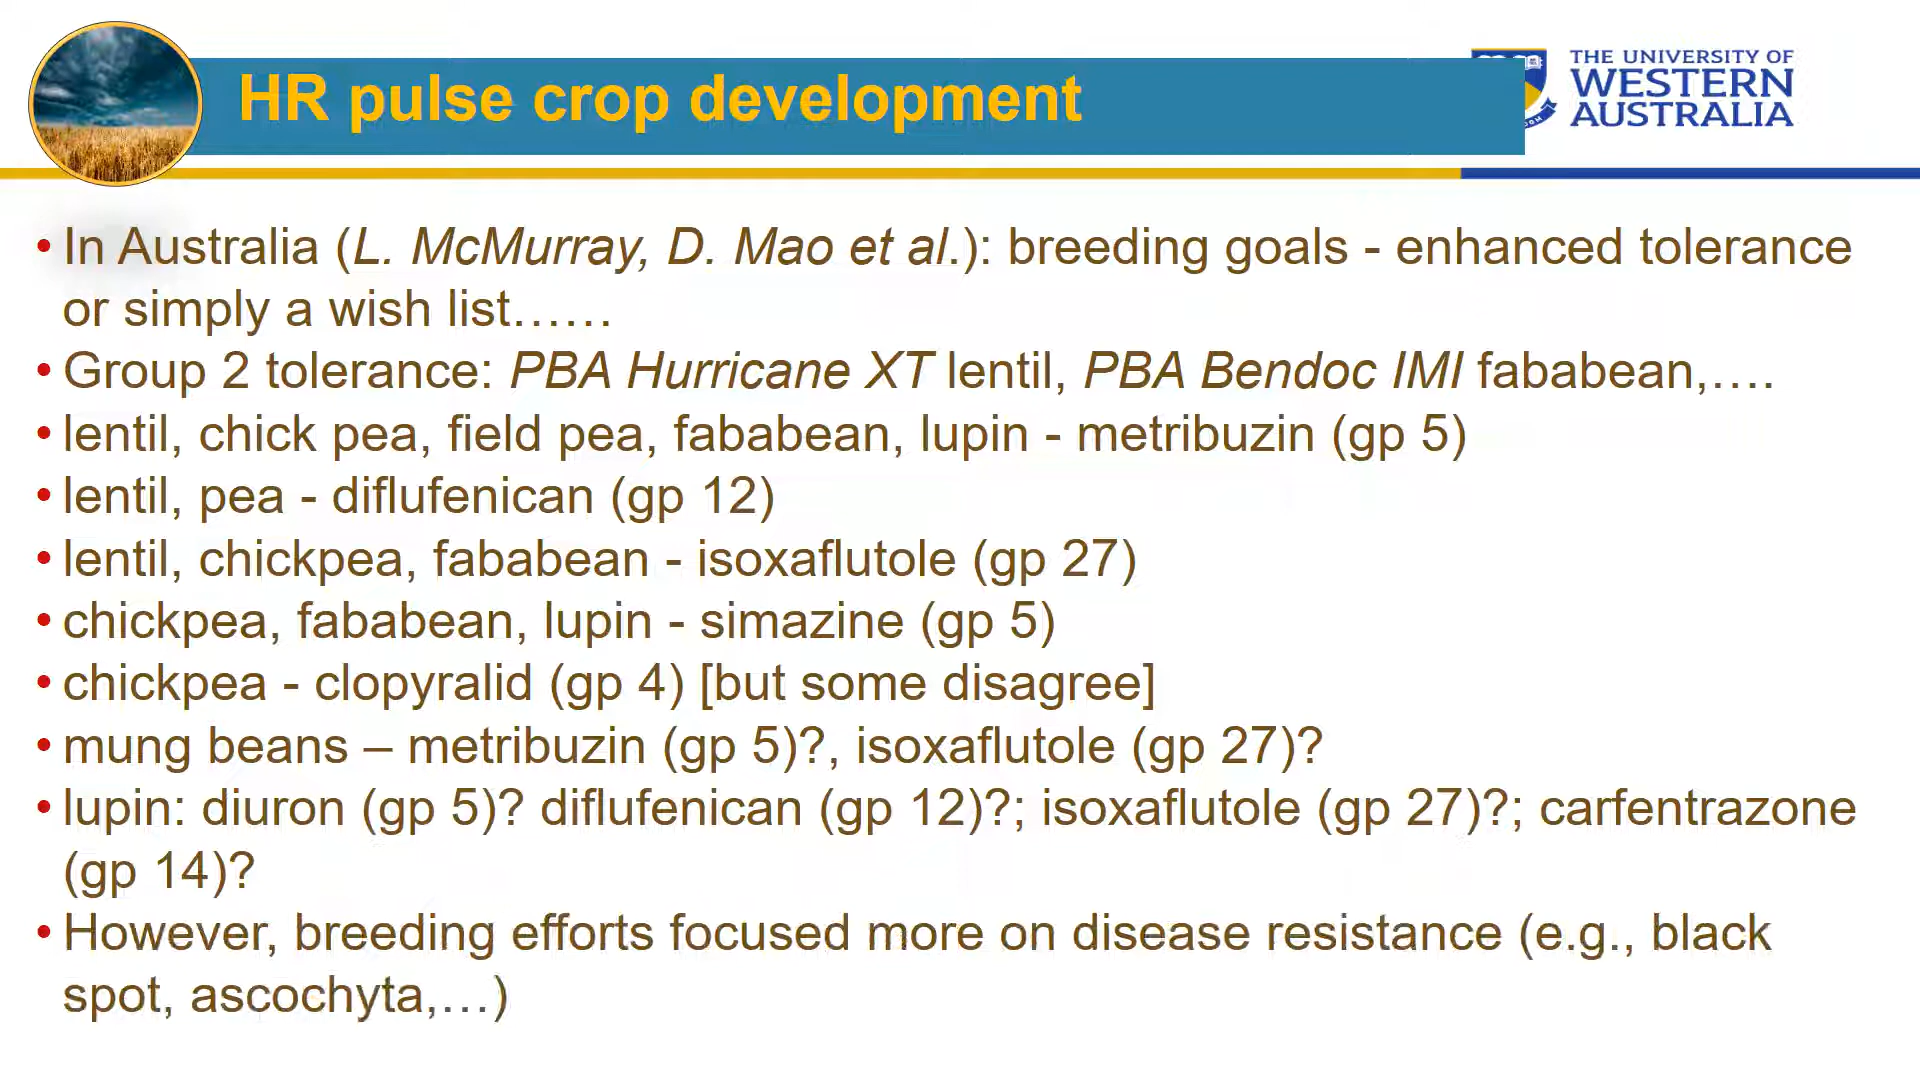 HR pulse crop development
THE UNIVERSITY OF
WESTERN
AUSTRALIA
• In Australia (L. McMurray, D. Mao et al.): breeding goals - enhanced tolerance
or simply a wish list……
• Group 2 tolerance: PBA Hurricane XT lentil, PBA Bendoc IMI fababean,….
• lentil, chick pea, field pea, fababean, lupin - metribuzin (gp 5)
• lentil, pea - diflufenican (gp 12)
• lentil, chickpea, fababean - isoxaflutole (gp 27)
• chickpea, fababean, lupin - simazine (gp 5)
• chickpea - clopyralid (gp 4) [but some disagree]
• mung beans – metribuzin (gp 5)?, isoxaflutole (gp 27)?
• lupin: diuron (gp 5)? diflufenican (gp 12)?; isoxaflutole (gp 27)?; carfentrazone
(gp 14)?
• However, breeding efforts focused more on disease resistance (e.g., black
spot, ascochyta,…)